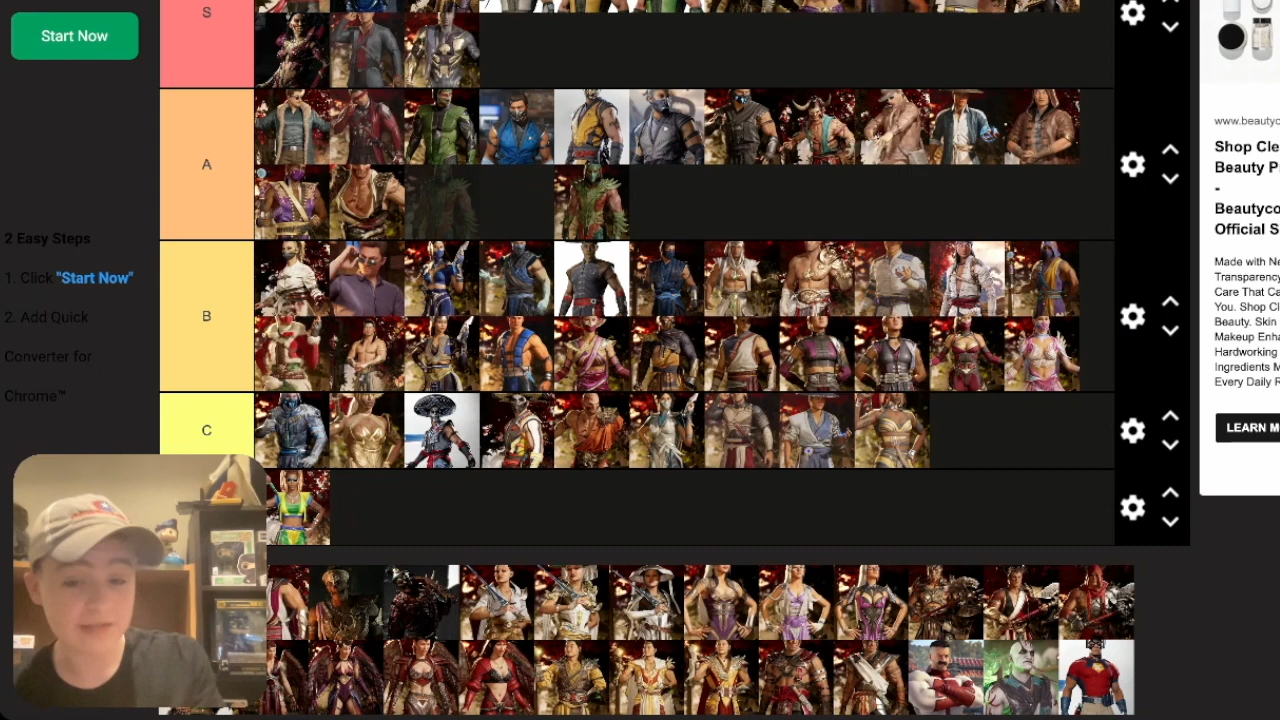 Start Now
2 Easy Steps
1. Click "Start Now"
2. Add Quick
Converter for
Chrome™
S
A
B
C
www.beautyco
Shop Cle
Beauty P
-
Beautyco
Official S
Made with Ne
Transparency
Care That Ca
You. Shop Cl
Beauty. Skin
Makeup Enha
Hardworking
Ingredients M
Every Daily R
LEARN M